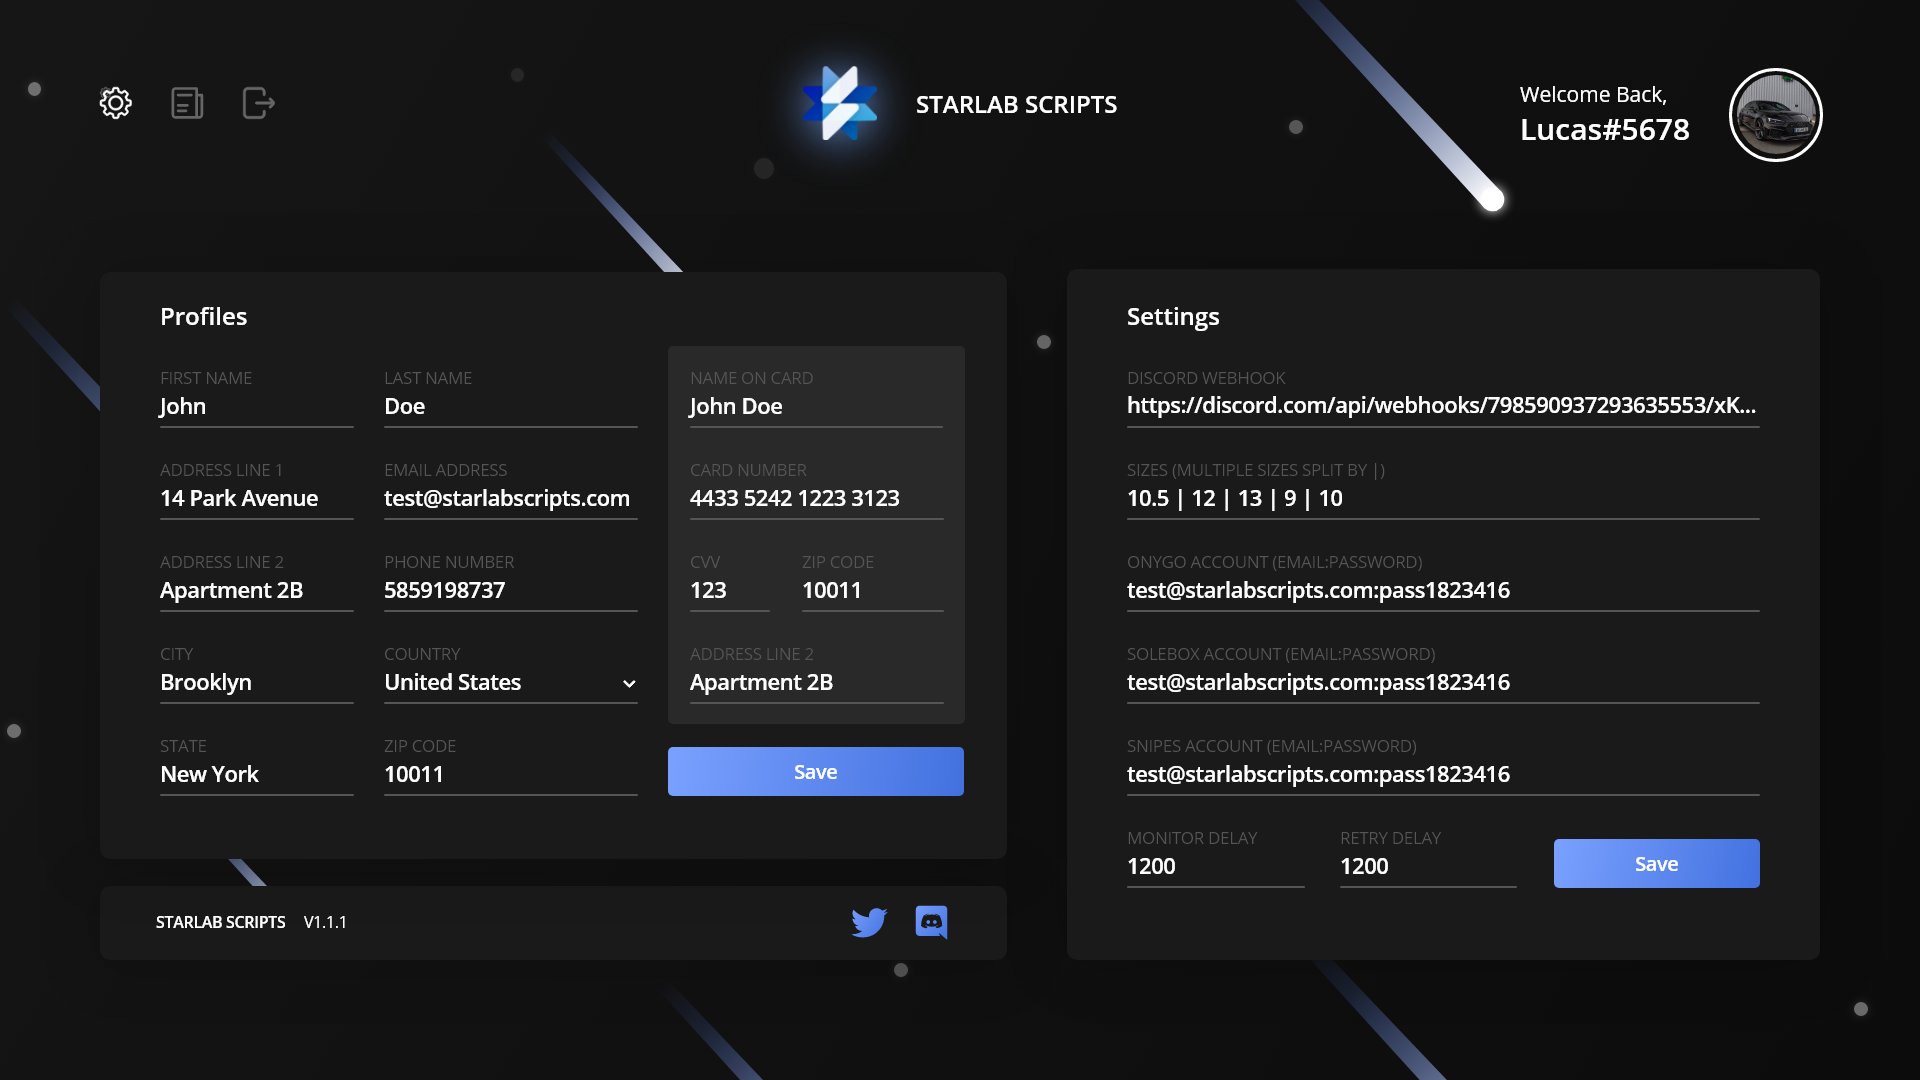 STARLAB SCRIPTS
Welcome Back,
Lucas#5678
Profiles
FIRST NAME
John
LAST NAME
Doe
NAME ON CARD
John Doe
ADDRESS LINE 1
14 Park Avenue
EMAIL ADDRESS
test@starlabscripts.com
CARD NUMBER
4433 5242 1223 3123
ADDRESS LINE 2
Apartment 2B
PHONE NUMBER
5859198737
CVV
123
ZIP CODE
10011
CITY
Brooklyn
COUNTRY
United States
ADDRESS LINE 2
Apartment 2B
STATE
New York
ZIP CODE
10011
Save
Settings
DISCORD WEBHOOK
https://discord.com/api/webhooks/798590937293635553/xK...
SIZES (MULTIPLE SIZES SPLIT BY |)
10.5 | 12 | 13 | 9 | 10
ONYGO ACCOUNT (EMAIL:PASSWORD)
test@starlabscripts.com:pass1823416
SOLEBOX ACCOUNT (EMAIL:PASSWORD)
test@starlabscripts.com:pass1823416
SNIPES ACCOUNT (EMAIL:PASSWORD)
test@starlabscripts.com:pass1823416
MONITOR DELAY
1200
RETRY DELAY
1200
Save
STARLAB SCRIPTS V1.1.1